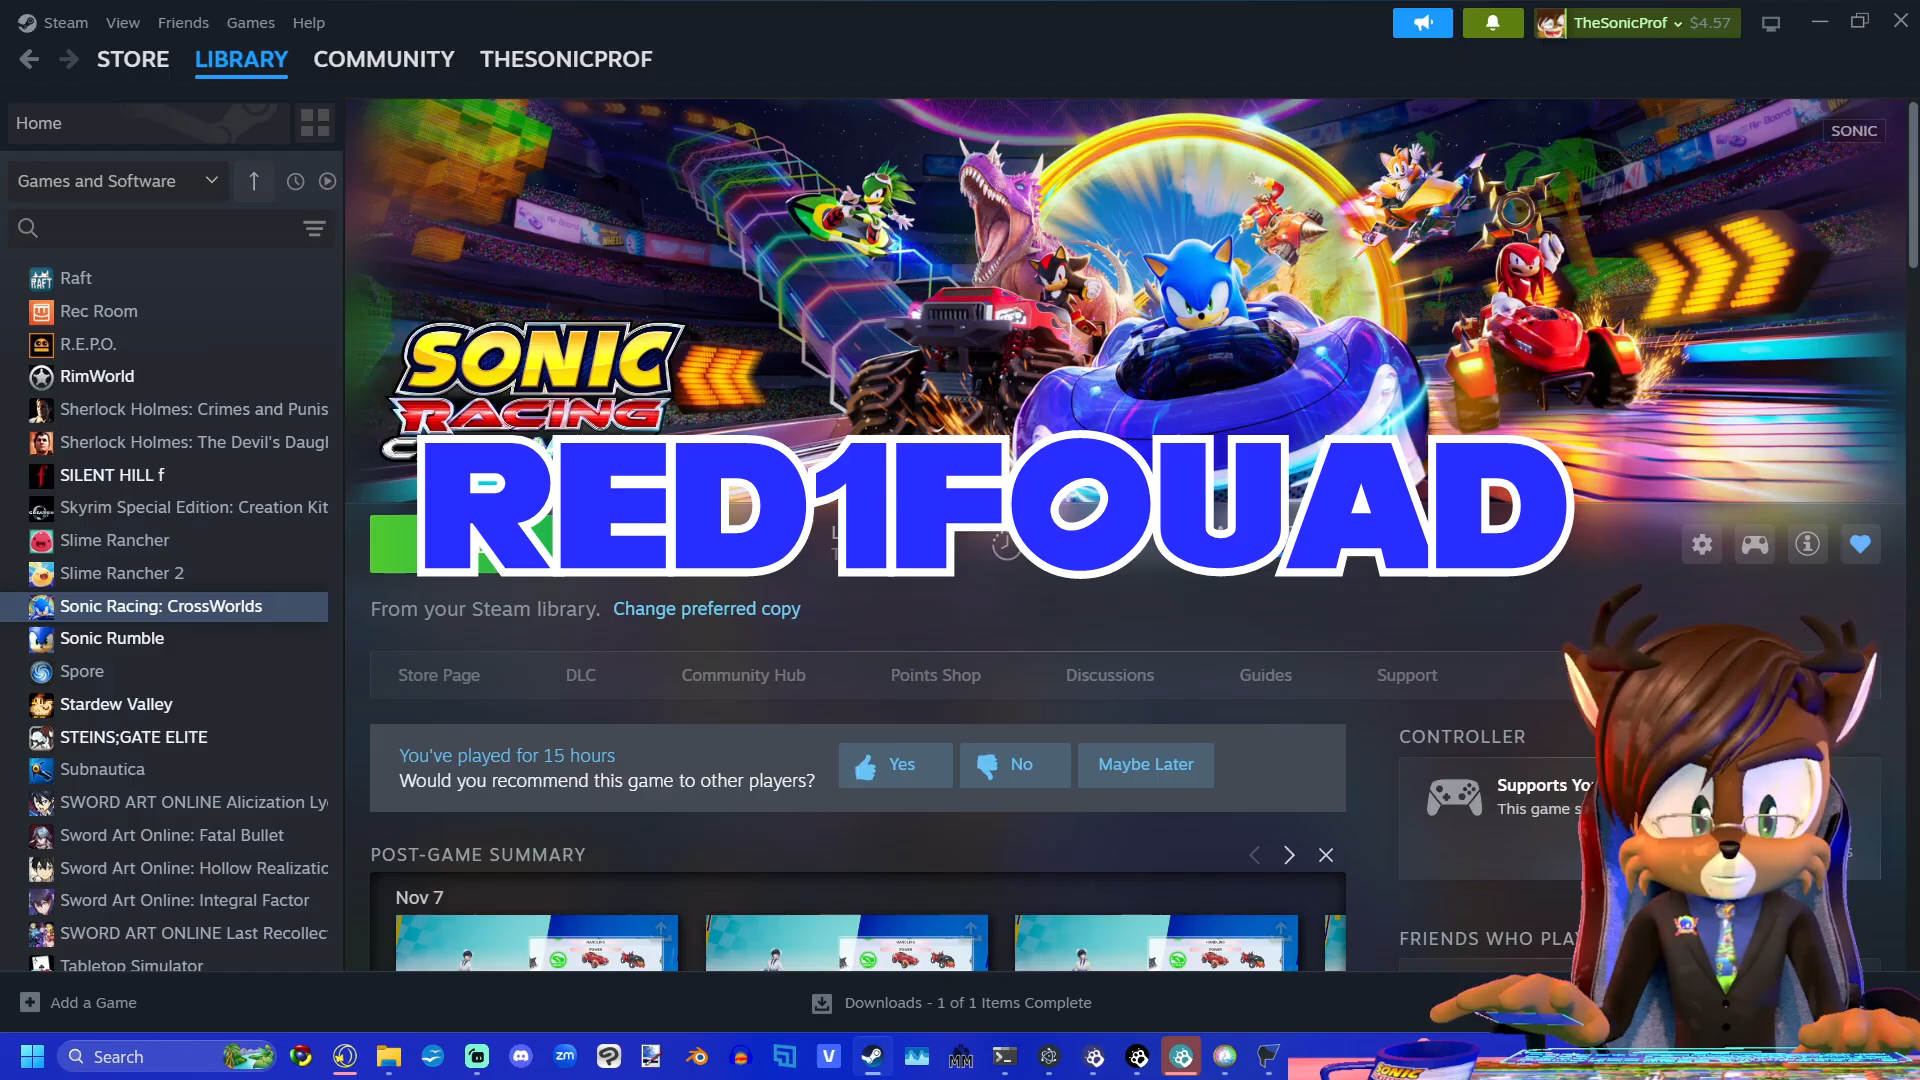 Steam View Friends Games Help
TheSonicProf $4.57
STORE LIBRARY COMMUNITY THESONICPROF
Home
SONIC
Games and Software
SONIC
RACING
RED1FOUAD
Raft
Rec Room
R.E.P.O.
RimWorld
Sherlock Holmes: Crimes and Punis
Sherlock Holmes: The Devil's Daugl
SILENT HILL f
Skyrim Special Edition: Creation Kit
Slime Rancher
Slime Rancher 2
Sonic Racing: CrossWorlds
Sonic Rumble
Spore
Stardew Valley
STEINS;GATE ELITE
Subnautica
SWORD ART ONLINE Alicization Ly
Sword Art Online: Fatal Bullet
Sword Art Online: Hollow Realizatio
Sword Art Online: Integral Factor
SWORD ART ONLINE Last Recollec
Tabletop Simulator
From your Steam library. Change preferred copy
Store Page DLC Community Hub Points Shop Discussions Guides Support
You've played for 15 hours
Would you recommend this game to other players?
Yes No Maybe Later
CONTROLLER
Supports Yo
This game s
POST-GAME SUMMARY
Nov 7
FRIENDS WHO PLA
Add a Game
Downloads - 1 of 1 Items Complete
Search
zm
V
MM
SONIC